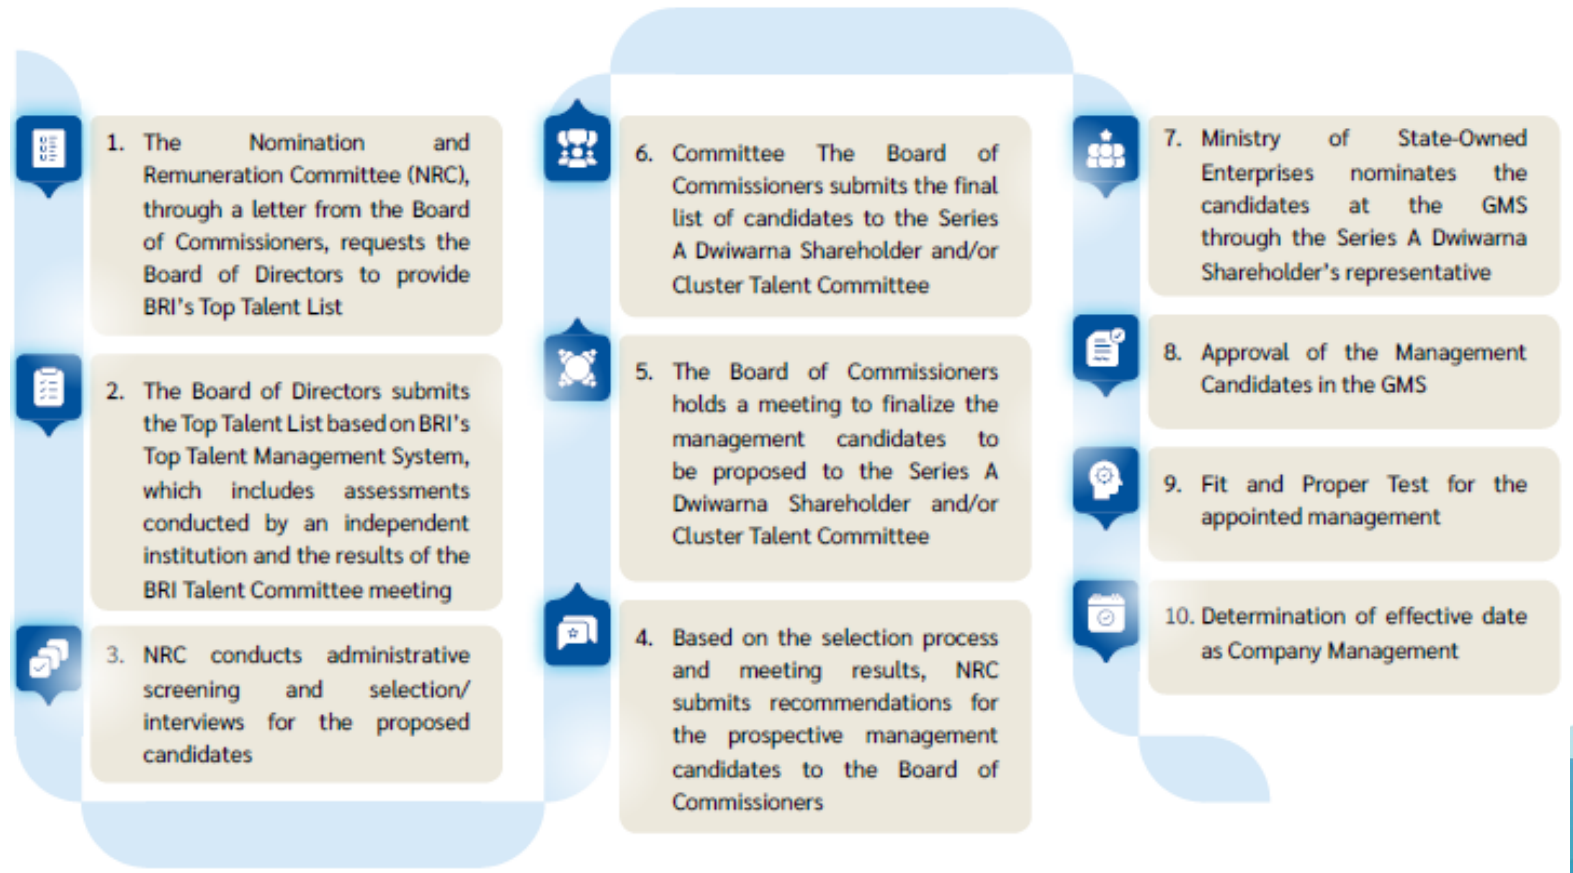 1. The Nomination and
Remuneration Committee (NRC),
through a letter from the Board
of Commissioners, requests the
Board of Directors to provide
BRI's Top Talent List
2. The Board of Directors submits
the Top Talent List based on BRI's
Top Talent Management System,
which includes assessments
conducted by an independent
institution and the results of the
BRI Talent Committee meeting
3. NRC conducts administrative
screening and selection/
interviews for the proposed
candidates
4. Based on the selection process
and meeting results, NRC
submits recommendations for
the prospective management
candidates to the Board of
Commissioners
5. The Board of Commissioners
holds a meeting to finalize the
management candidates to
be proposed to the Series A
Dwiwarna Shareholder and/or
Cluster Talent Committee
6. Committee The Board of
Commissioners submits the final
list of candidates to the Series
A Dwiwarna Shareholder and/or
Cluster Talent Committee
7. Ministry of State-Owned
Enterprises nominates the
candidates at the GMS
through the Series A Dwiwarna
Shareholder's representative
8. Approval of the Management
Candidates in the GMS
9. Fit and Proper Test for the
appointed management
10. Determination of effective date
as Company Management